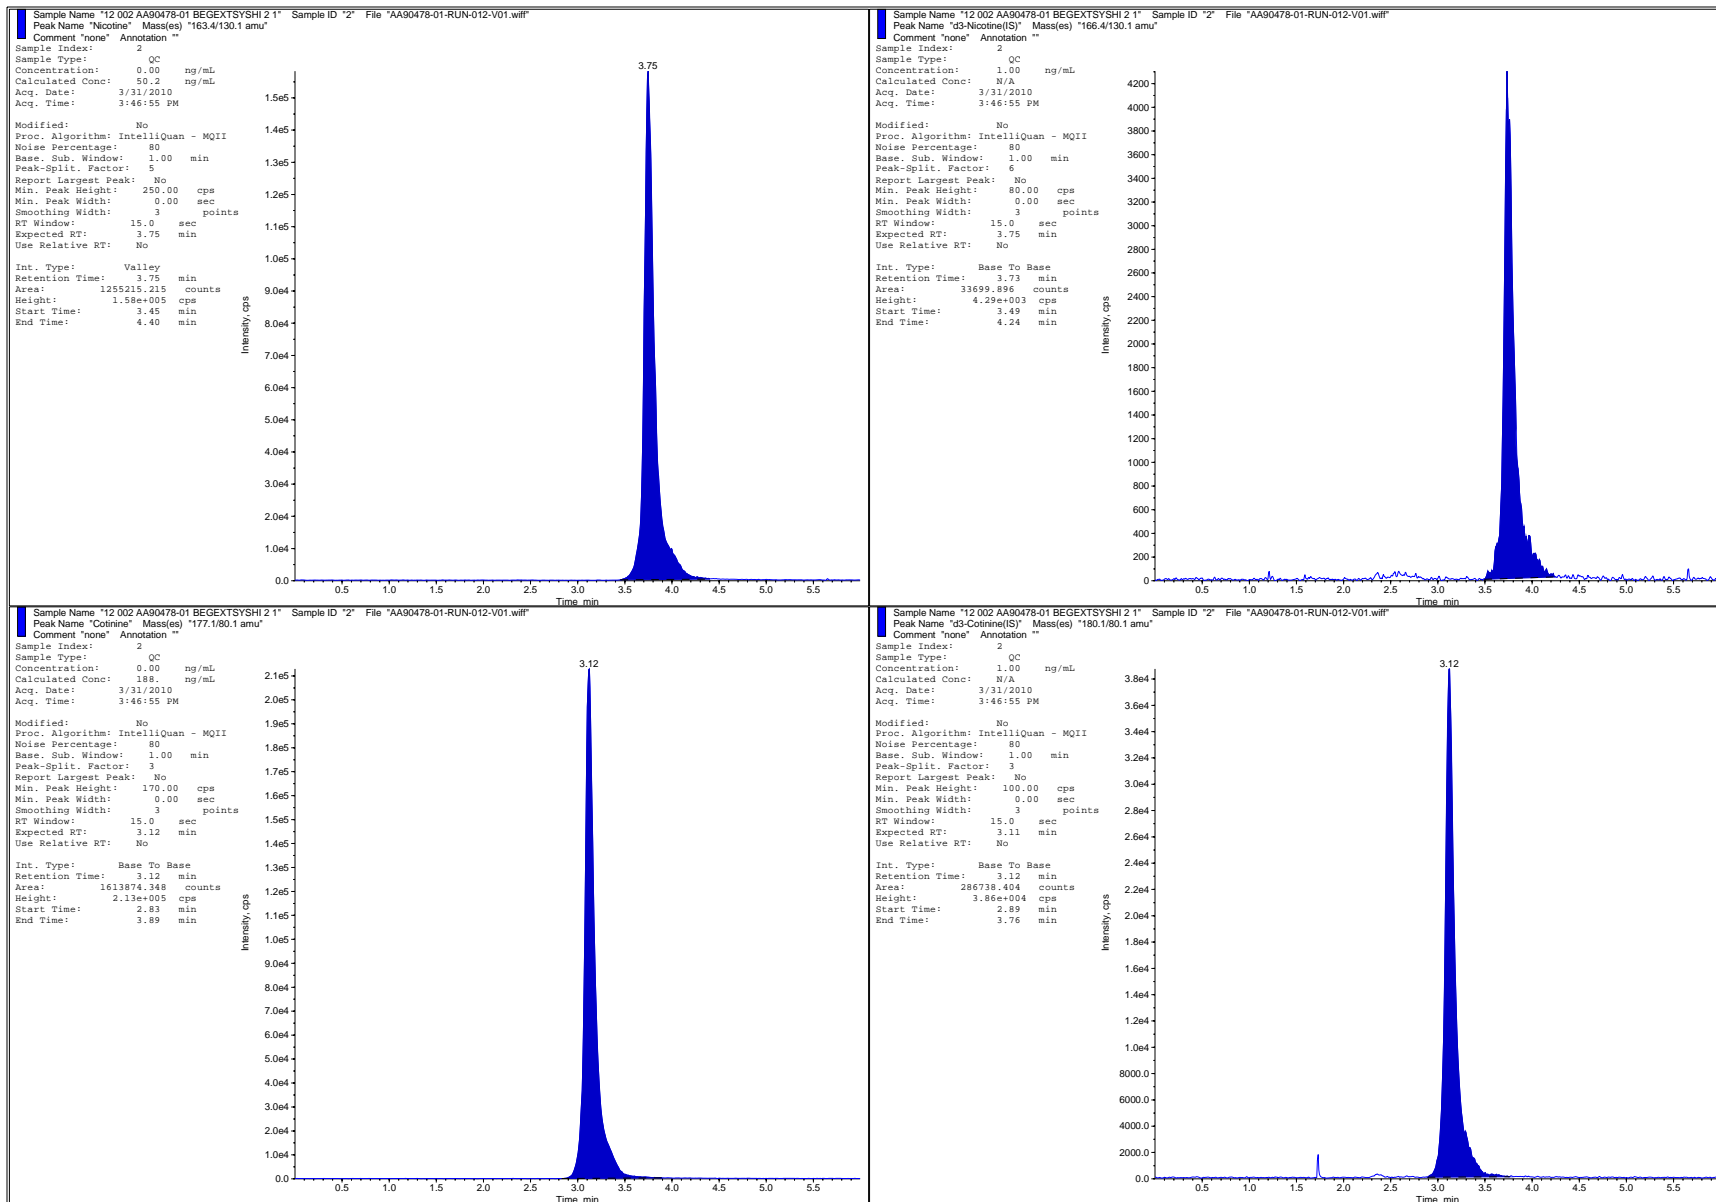 Sample Name "12 002 AA90478-01 BEGEXTSYSHI 2 1" Sample ID "2" File "AA90478-01-RUN-012-V01.wiff"
Peak Name "Nicotine" Mass(es) "163.4/130.1 amu"
Comment "none" Annotation ""
Sample Index: 2
Sample Type: QC
Concentration: 0.00 ng/mL
Calculated Conc: 50.2 ng/mL
Acq. Date: 3/31/2010
Acq. Time: 3:46:55 PM
Modified: No
Proc. Algorithm: IntelliQuan - MQII
Noise Percentage: 80
Base. Sub. Window: 1.00 min
Peak-Split. Factor: 5
Report Largest Peak: No
Min. Peak Height: 250.00 cps
Min. Peak Width: 0.00 sec
Smoothing Width: 3 points
RT Window: 15.0 sec
Expected RT: 3.75 min
Use Relative RT: No
Int. Type: Valley
Retention Time: 3.75 min
Area: 1255215.215 counts
Height: 1.58e+005 cps
Start Time: 3.45 min
End Time: 4.40 min
3.75
1.5e5
1.4e5
1.3e5
1.2e5
1.1e5
1.0e5
9.0e4
8.0e4
7.0e4
6.0e4
5.0e4
4.0e4
3.0e4
2.0e4
1.0e4
0.0
Intensity, cps
0.5 1.0 1.5 2.0 2.5 3.0 3.5 4.0 4.5 5.0 5.5
Time, min
Sample Name "12 002 AA90478-01 BEGEXTSYSHI 2 1" Sample ID "2" File "AA90478-01-RUN-012-V01.wiff"
Peak Name "d3-Nicotine(IS)" Mass(es) "166.4/130.1 amu"
Comment "none" Annotation ""
Sample Index: 2
Sample Type: QC
Concentration: 1.00 ng/mL
Calculated Conc: N/A
Acq. Date: 3/31/2010
Acq. Time: 3:46:55 PM
Modified: No
Proc. Algorithm: IntelliQuan - MQII
Noise Percentage: 80
Base. Sub. Window: 1.00 min
Peak-Split. Factor: 6
Report Largest Peak: No
Min. Peak Height: 80.00 cps
Min. Peak Width: 0.00 sec
Smoothing Width: 3 points
RT Window: 15.0 sec
Expected RT: 3.75 min
Use Relative RT: No
Int. Type: Base To Base
Retention Time: 3.73 min
Area: 33699.896 counts
Height: 4.29e+003 cps
Start Time: 3.49 min
End Time: 4.24 min
4200
4000
3800
3600
3400
3200
3000
2800
2600
2400
2200
2000
1800
1600
1400
1200
1000
800
600
400
200
0
Intensity, cps
0.5 1.0 1.5 2.0 2.5 3.0 3.5 4.0 4.5 5.0 5.5
Time, min
Sample Name "12 002 AA90478-01 BEGEXTSYSHI 2 1" Sample ID "2" File "AA90478-01-RUN-012-V01.wiff"
Peak Name "Cotinine" Mass(es) "177.1/80.1 amu"
Comment "none" Annotation ""
Sample Index: 2
Sample Type: QC
Concentration: 0.00 ng/mL
Calculated Conc: 188. ng/mL
Acq. Date: 3/31/2010
Acq. Time: 3:46:55 PM
Modified: No
Proc. Algorithm: IntelliQuan - MQII
Noise Percentage: 80
Base. Sub. Window: 1.00 min
Peak-Split. Factor: 3
Report Largest Peak: No
Min. Peak Height: 170.00 cps
Min. Peak Width: 0.00 sec
Smoothing Width: 3 points
RT Window: 15.0 sec
Expected RT: 3.12 min
Use Relative RT: No
Int. Type: Base To Base
Retention Time: 3.12 min
Area: 1613874.348 counts
Height: 2.13e+005 cps
Start Time: 2.83 min
End Time: 3.89 min
3.12
2.1e5
2.0e5
1.9e5
1.8e5
1.7e5
1.6e5
1.5e5
1.4e5
1.3e5
1.2e5
1.1e5
1.0e5
9.0e4
8.0e4
7.0e4
6.0e4
5.0e4
4.0e4
3.0e4
2.0e4
1.0e4
0.0
Intensity, cps
0.5 1.0 1.5 2.0 2.5 3.0 3.5 4.0 4.5 5.0 5.5
Time, min
Sample Name "12 002 AA90478-01 BEGEXTSYSHI 2 1" Sample ID "2" File "AA90478-01-RUN-012-V01.wiff"
Peak Name "d3-Cotinine(IS)" Mass(es) "180.1/80.1 amu"
Comment "none" Annotation ""
Sample Index: 2
Sample Type: QC
Concentration: 1.00 ng/mL
Calculated Conc: N/A
Acq. Date: 3/31/2010
Acq. Time: 3:46:55 PM
Modified: No
Proc. Algorithm: IntelliQuan - MQII
Noise Percentage: 80
Base. Sub. Window: 1.00 min
Peak-Split. Factor: 3
Report Largest Peak: No
Min. Peak Height: 100.00 cps
Min. Peak Width: 0.00 sec
Smoothing Width: 3 points
RT Window: 15.0 sec
Expected RT: 3.11 min
Use Relative RT: No
Int. Type: Base To Base
Retention Time: 3.12 min
Area: 286738.404 counts
Height: 3.86e+004 cps
Start Time: 2.89 min
End Time: 3.76 min
3.12
3.8e4
3.6e4
3.4e4
3.2e4
3.0e4
2.8e4
2.6e4
2.4e4
2.2e4
2.0e4
1.8e4
1.6e4
1.4e4
1.2e4
1.0e4
8000.0
6000.0
4000.0
2000.0
0.0
Intensity, cps
0.5 1.0 1.5 2.0 2.5 3.0 3.5 4.0 4.5 5.0 5.5
Time, min